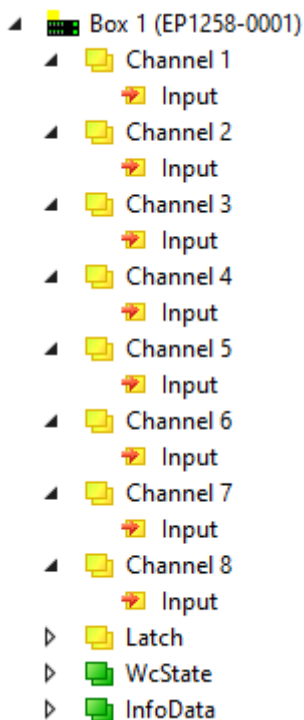 Box 1 (EP1258-0001)
Channel 1
Input
Channel 2
Input
Channel 3
Input
Channel 4
Input
Channel 5
Input
Channel 6
Input
Channel 7
Input
Channel 8
Input
Latch
WcState
InfoData